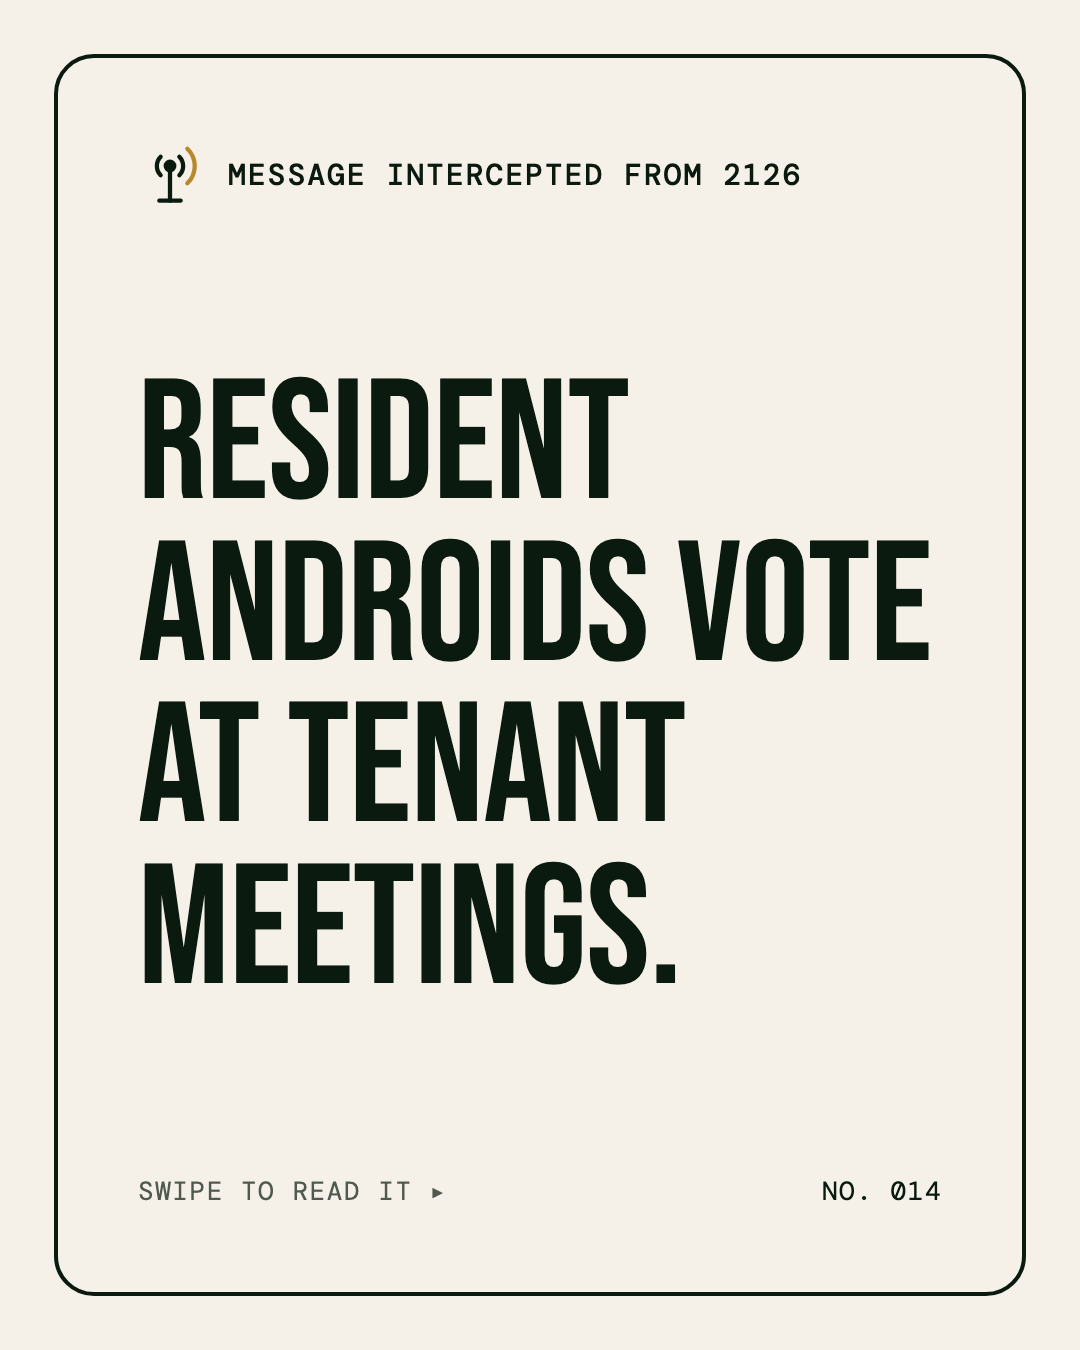 MESSAGE INTERCEPTED FROM 2126
RESIDENT
ANDROIDS VOTE
AT TENANT
MEETINGS.
SWIPE TO READ IT ▸
NO. 014